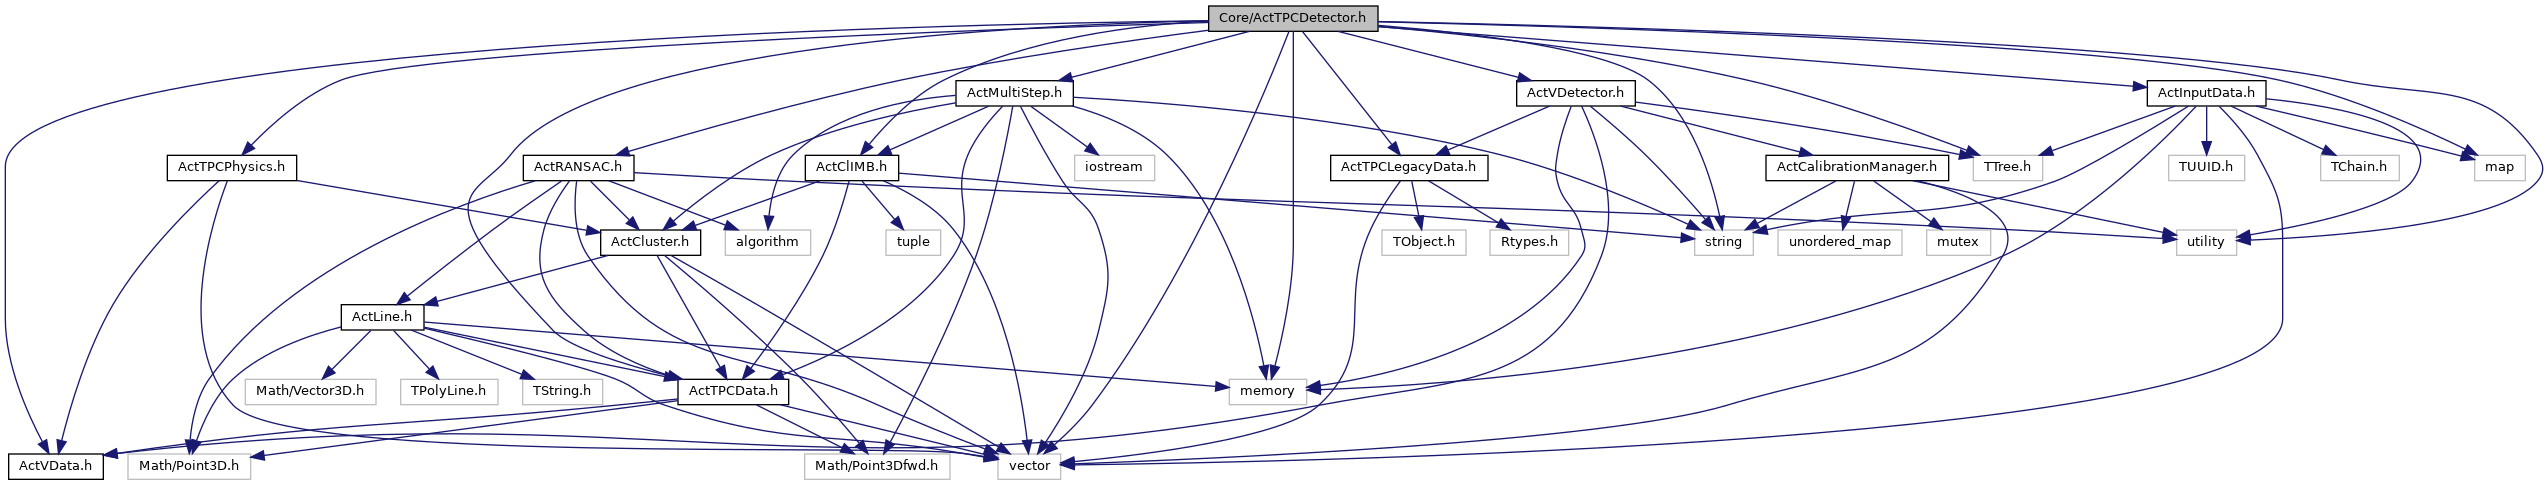 Core/ActTPCDetector.h
ActMultiStep.h
ActVDetector.h
ActInputData.h
ActTPCPhysics.h
ActRANSAC.h
ActClIMB.h
iostream
ActTPCLegacyData.h
ActCalibrationManager.h
TTree.h
TUUID.h
TChain.h
map
ActCluster.h
algorithm
tuple
TObject.h
Rtypes.h
string
unordered_map
mutex
utility
ActLine.h
Math/Vector3D.h
TPolyLine.h
TString.h
ActTPCData.h
memory
ActVData.h
Math/Point3D.h
Math/Point3Dfwd.h
vector